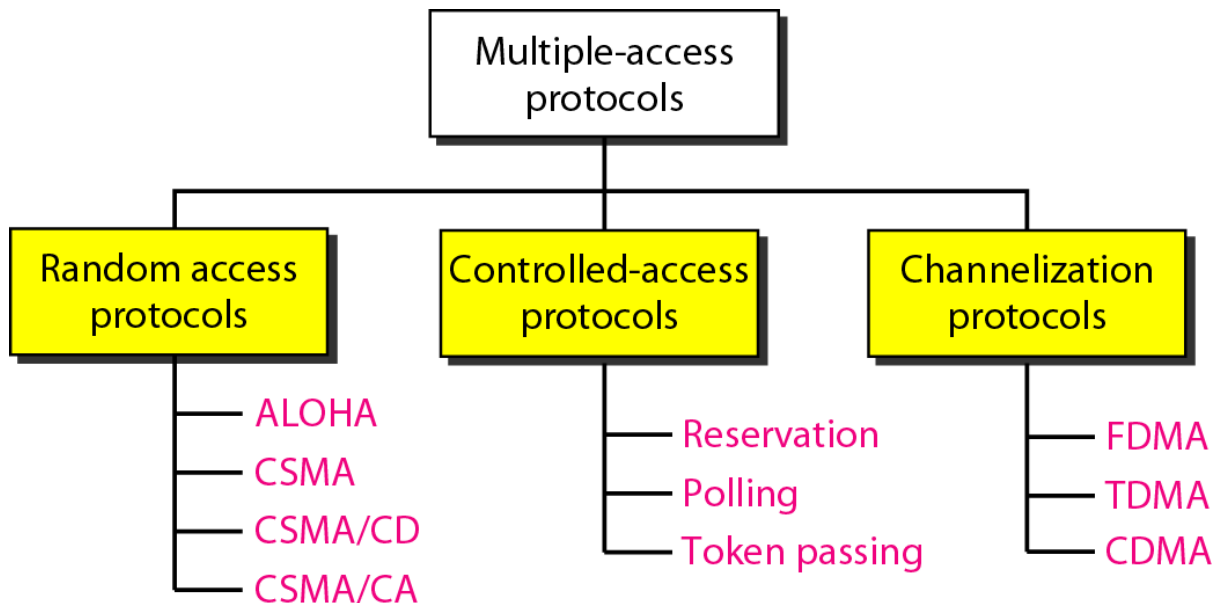 Multiple-access
protocols
Random access
protocols
Controlled-access
protocols
Channelization
protocols
ALOHA
CSMA
CSMA/CD
CSMA/CA
Reservation
Polling
Token passing
FDMA
TDMA
CDMA